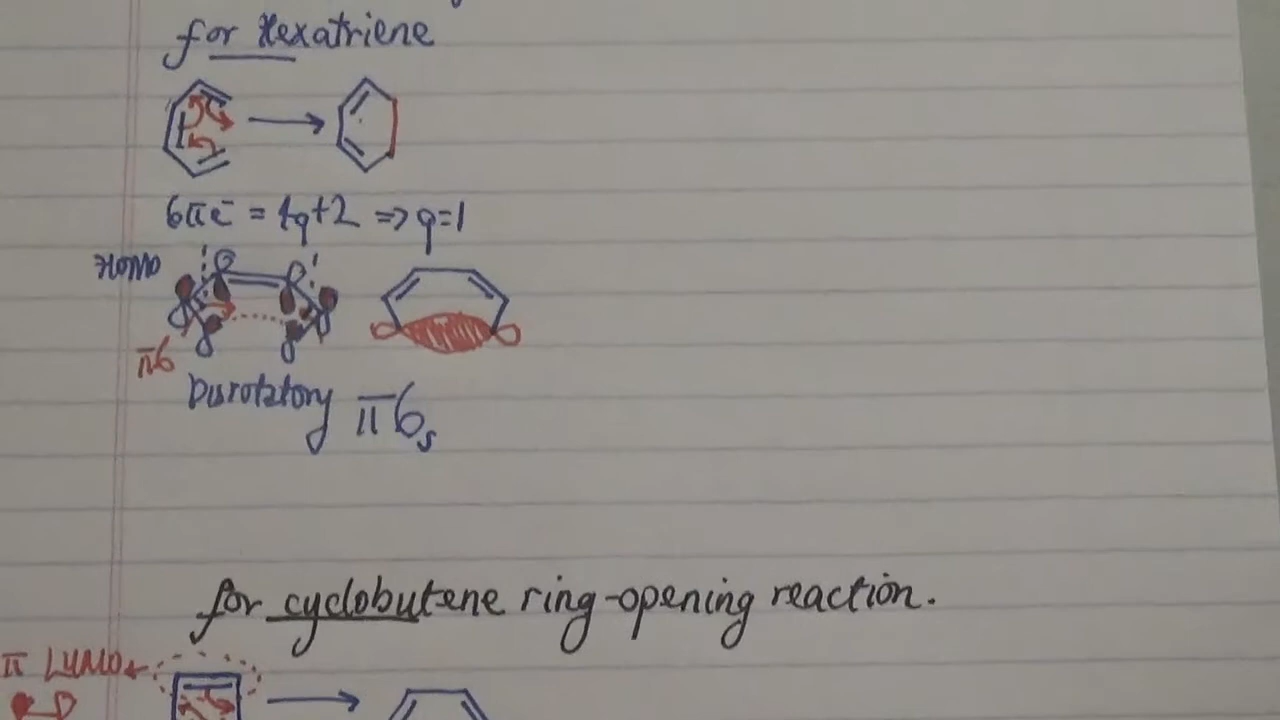 for Hexatriene
6πe⁻ = 4q+2 => q=1
HOMO
π6
Disrotatory π6s
for cyclobutene ring-opening reaction.
π LUMO